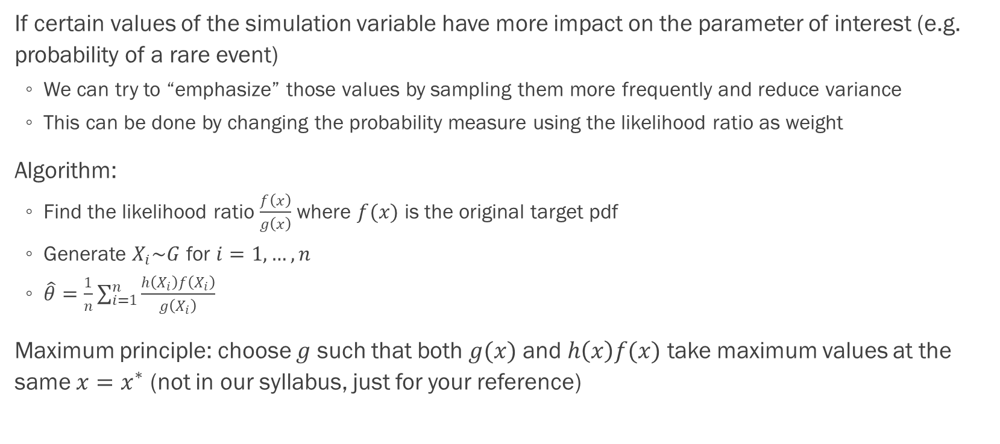 If certain values of the simulation variable have more impact on the parameter of interest (e.g.
probability of a rare event)
◦ We can try to “emphasize” those values by sampling them more frequently and reduce variance
◦ This can be done by changing the probability measure using the likelihood ratio as weight
Algorithm:
◦ Find the likelihood ratio \frac{f(x)}{g(x)} where f(x) is the original target pdf
◦ Generate X_i~G for i = 1, … , n
◦ \hat{θ} = \frac{1}{n} ∑_{i=1}^{n} \frac{h(X_i)f(X_i)}{g(X_i)}
Maximum principle: choose g such that both g(x) and h(x)f(x) take maximum values at the
same x = x^* (not in our syllabus, just for your reference)